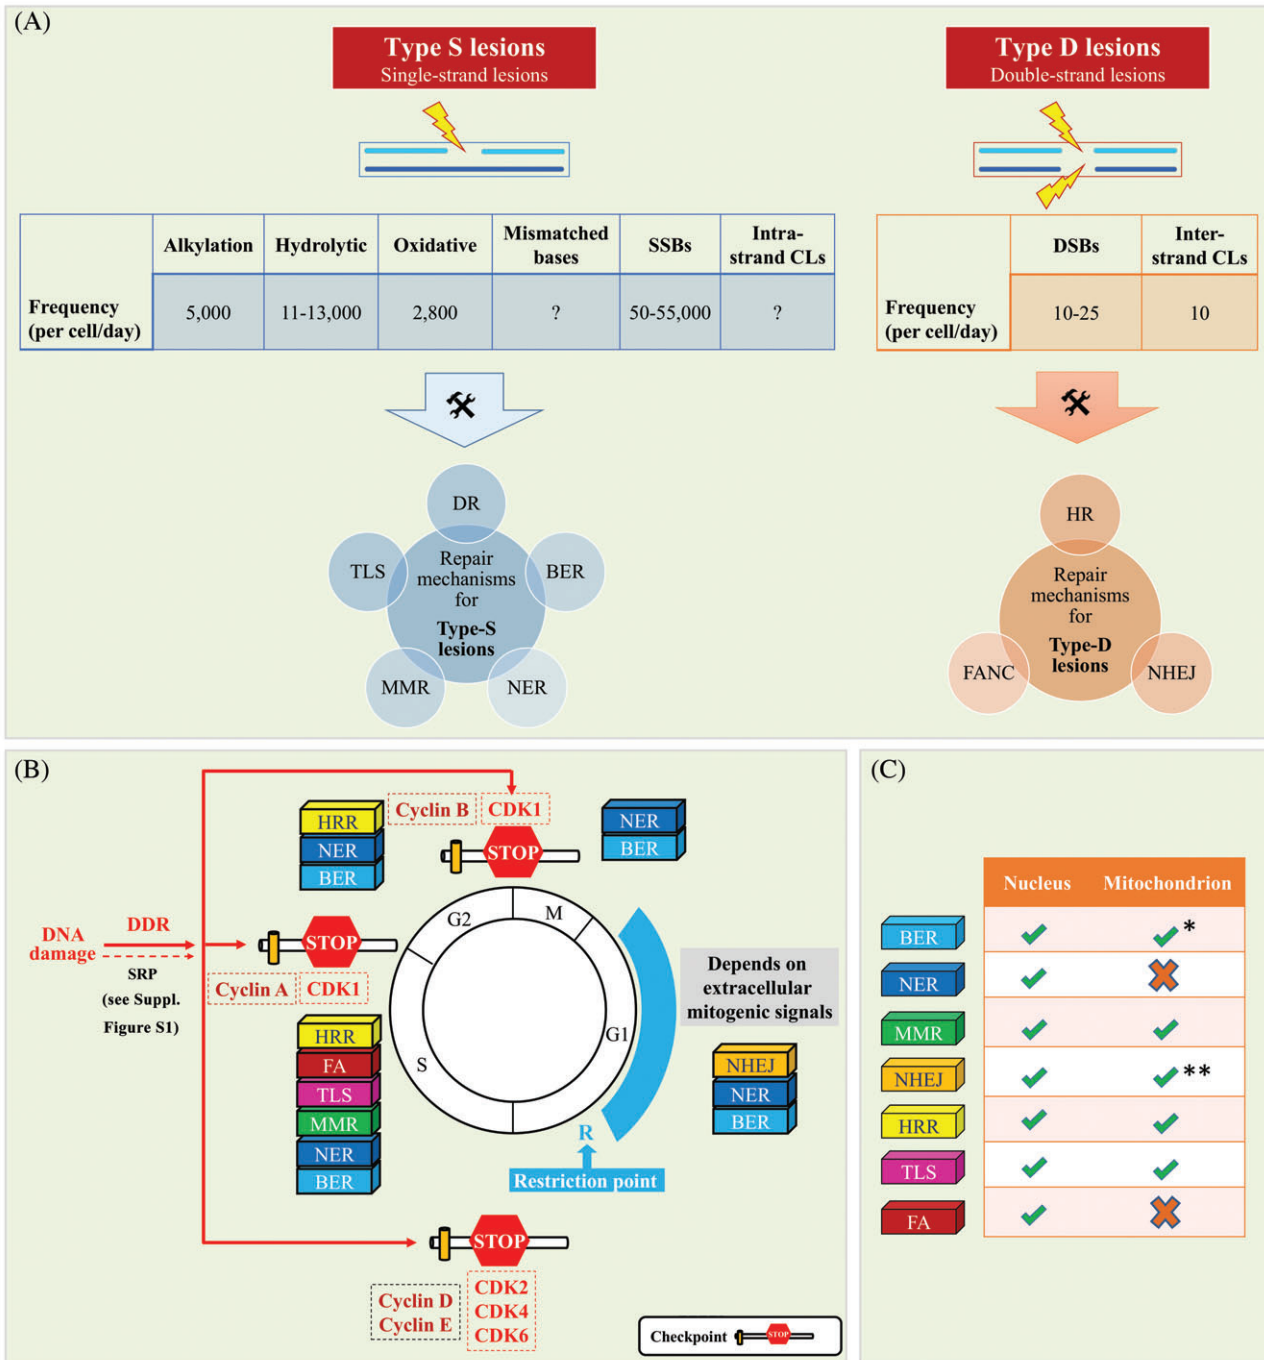 (A)
Type S lesions
Single-strand lesions
Type D lesions
Double-strand lesions
Alkylation Hydrolytic Oxidative Mismatched bases SSBs Intra-strand CLs
Frequency (per cell/day) 5,000 11-13,000 2,800 ? 50-55,000 ?
DSBs Inter-strand CLs
Frequency (per cell/day) 10-25 10
DR
TLS
BER
MMR
NER
Repair
mechanisms
for
Type-S
lesions
HR
FANC
NHEJ
Repair
mechanisms
for
Type-D
lesions
(B)
HRR
NER
BER
Cyclin B CDK1
STOP
NER
BER
DNA
damage
DDR
SRP
(see Suppl.
Figure S1)
STOP
Cyclin A CDK1
G2
M
G1
S
Depends on
extracellular
mitogenic signals
HRR
FA
TLS
MMR
NER
BER
NHEJ
NER
BER
R
Restriction point
STOP
Cyclin D
Cyclin E
CDK2
CDK4
CDK6
Checkpoint STOP
(C)
Nucleus Mitochondrion
BER *
NER
MMR
NHEJ **
HRR
TLS
FA